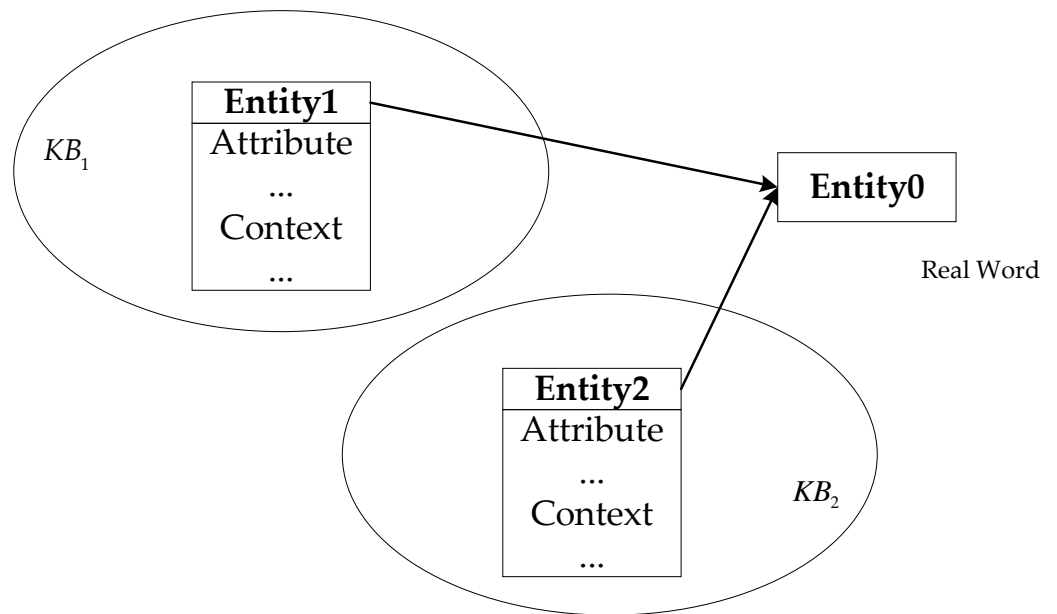 KB₁
Entity1
Attribute
...
Context
...
Entity0
Real Word
Entity2
Attribute
...
Context
...
KB₂